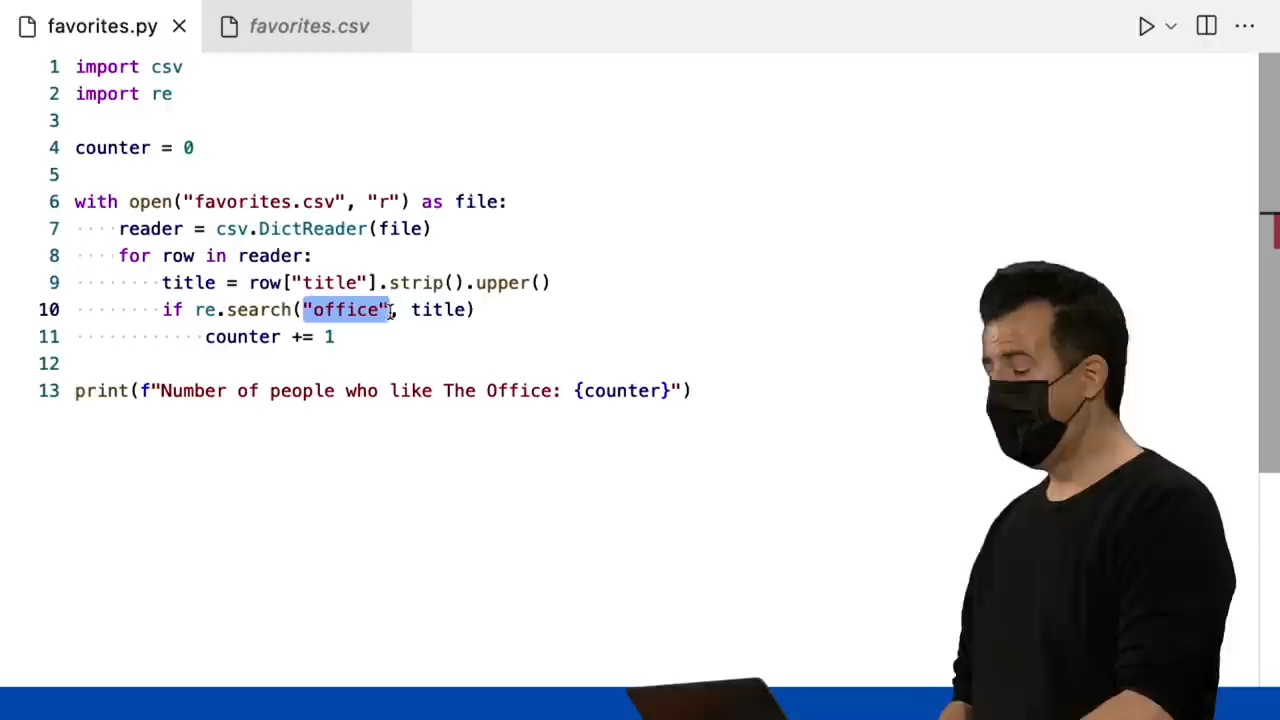 favorites.py
favorites.csv
1 import csv
2 import re
3
4 counter = 0
5
6 with open("favorites.csv", "r") as file:
7 reader = csv.DictReader(file)
8 for row in reader:
9 title = row["title"].strip().upper()
10 if re.search("office", title)
11 counter += 1
12
13 print(f"Number of people who like The Office: {counter}")